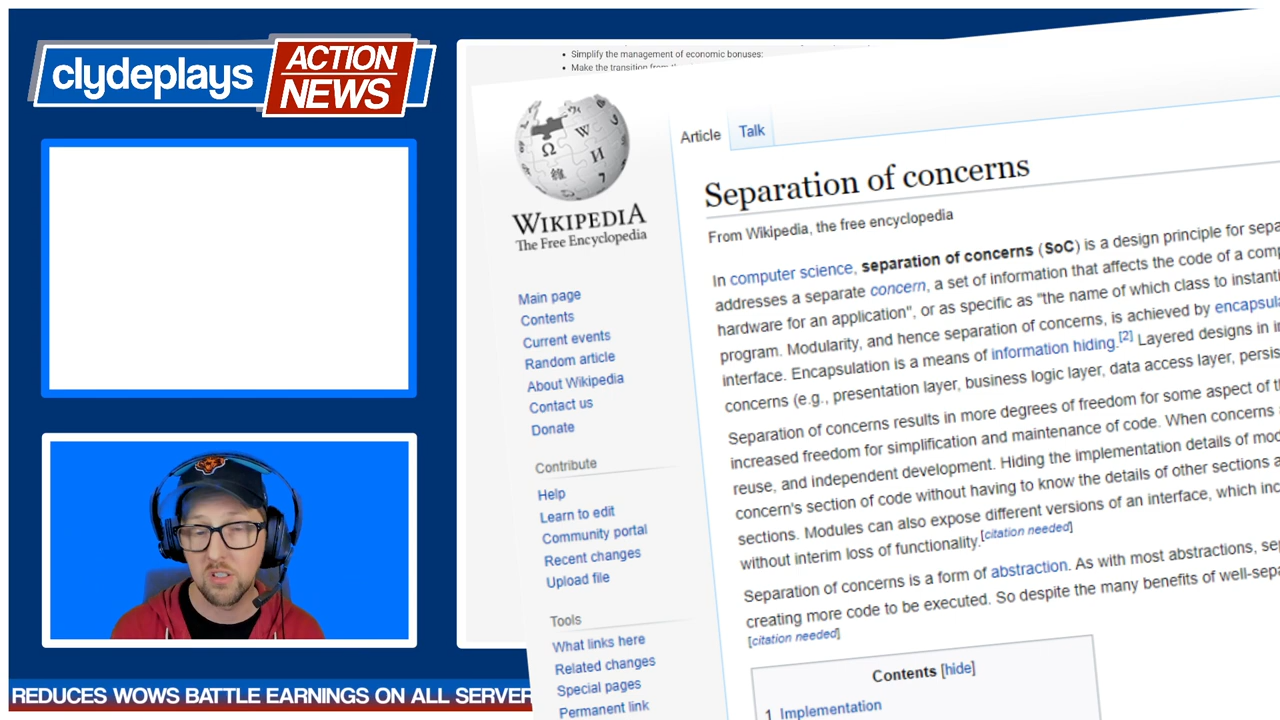 clydeplays
ACTION
NEWS
Simplify the management of economic bonuses:
Make the transition from
WIKIPEDIA
The Free Encyclopedia
Main page
Contents
Current events
Random article
About Wikipedia
Contact us
Donate
Contribute
Help
Learn to edit
Community portal
Recent changes
Upload file
Tools
What links here
Related changes
Special pages
Permanent link
Article
Talk
Separation of concerns
From Wikipedia, the free encyclopedia
In computer science, separation of concerns (SoC) is a design principle for sepa
addresses a separate concern, a set of information that affects the code of a comp
hardware for an application", or as specific as "the name of which class to instanti
program. Modularity, and hence separation of concerns, is achieved by encapsula
interface. Encapsulation is a means of information hiding.[2] Layered designs in in
concerns (e.g., presentation layer, business logic layer, data access layer, persis
Separation of concerns results in more degrees of freedom for some aspect of th
increased freedom for simplification and maintenance of code. When concerns a
reuse, and independent development. Hiding the implementation details of mod
concern's section of code without having to know the details of other sections a
sections. Modules can also expose different versions of an interface, which inc
without interim loss of functionality.[citation needed]
Separation of concerns is a form of abstraction. As with most abstractions, sep
creating more code to be executed. So despite the many benefits of well-sepa
[citation needed]
Contents [hide]
1 Implementation
REDUCES WOWS BATTLE EARNINGS ON ALL SERVER